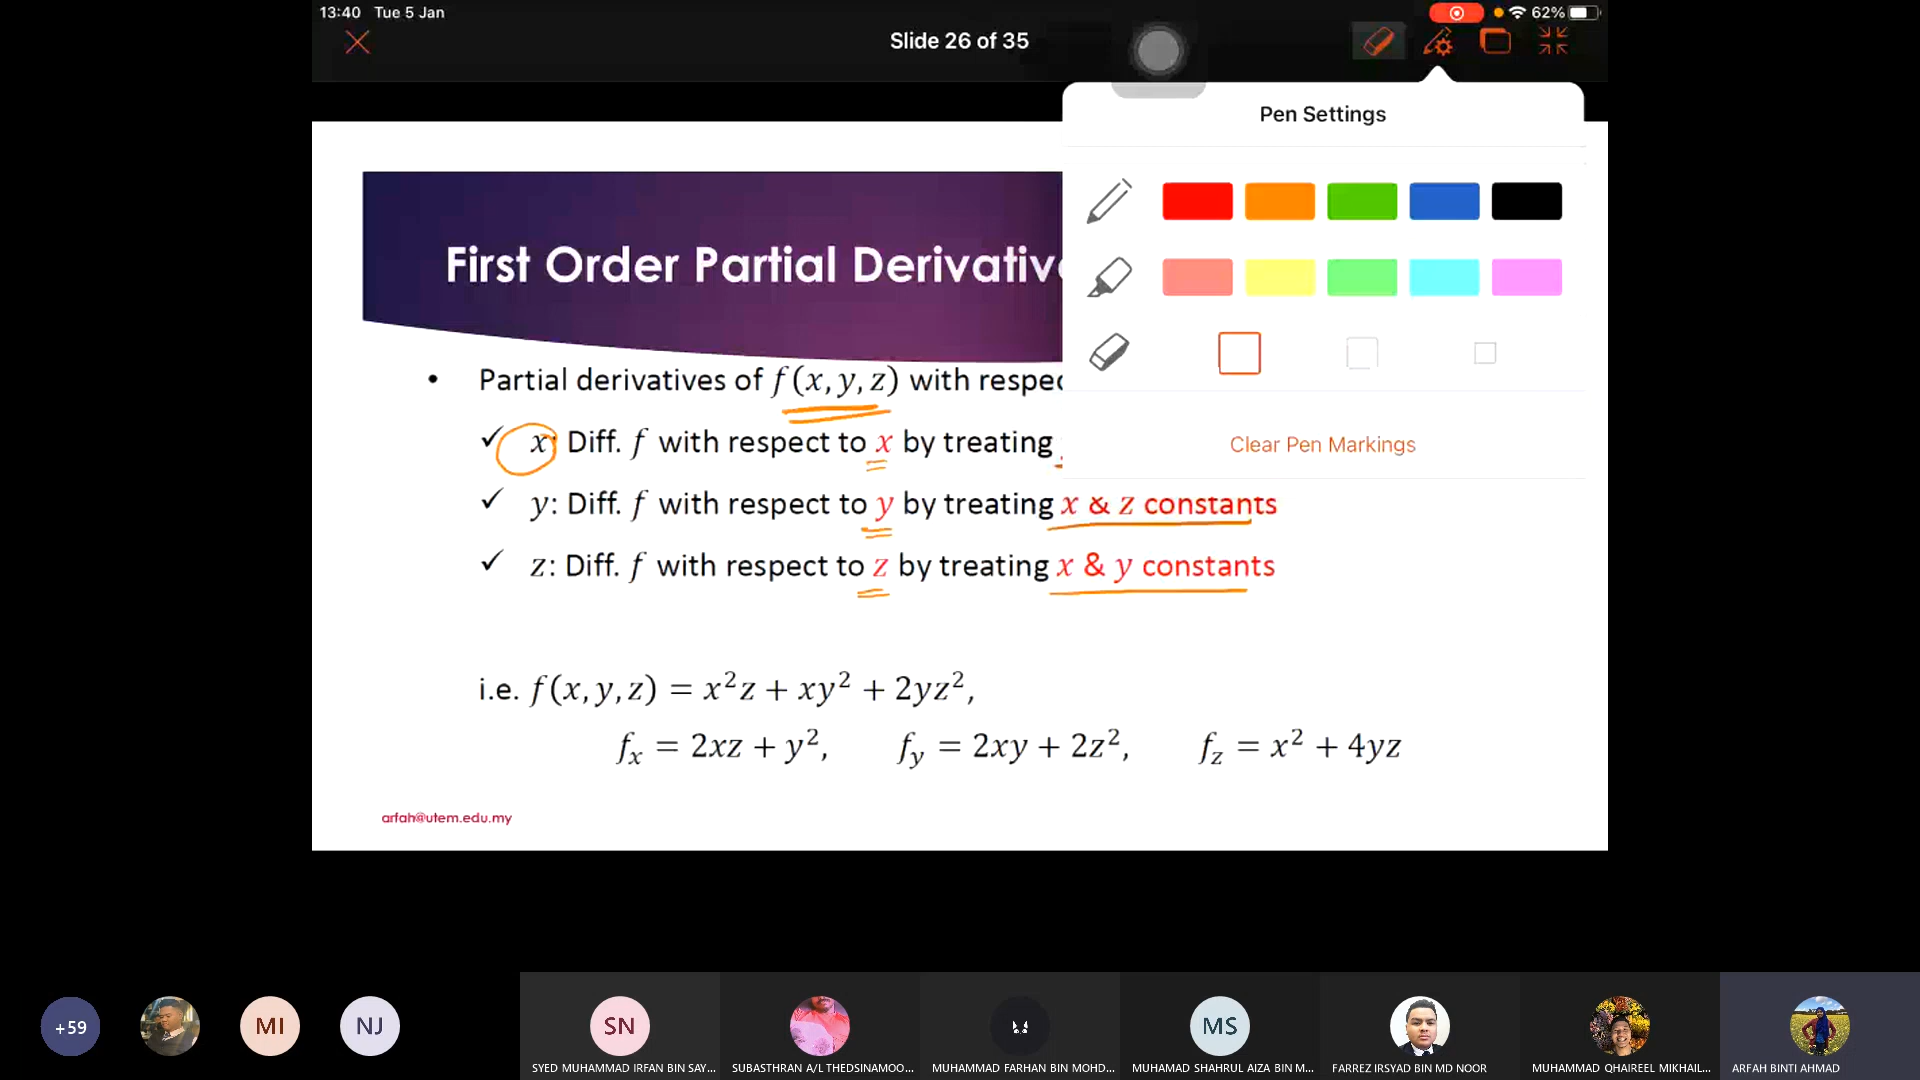 13:40 Tue 5 Jan
62%
Slide 26 of 35
Pen Settings
Clear Pen Markings
First Order Partial Derivativ
• Partial derivatives of f(x, y, z) with respec
✓ x: Diff. f with respect to x by treating
✓ y: Diff. f with respect to y by treating x & z constants
✓ z: Diff. f with respect to z by treating x & y constants
i.e. f(x, y, z) = x²z + xy² + 2yz²,
fₓ = 2xz + y², f_y = 2xy + 2z², f_z = x² + 4yz
arfah@utem.edu.my
+59 MI NJ SN MS
SYED MUHAMMAD IRFAN BIN SAY... SUBASTHRAN A/L THEDSINAMOO... MUHAMMAD FARHAN BIN MOHD... MUHAMAD SHAHRUL AIZA BIN M... FARREZ IRSYAD BIN MD NOOR MUHAMMAD QHAIREEL MIKHAIL... ARFAH BINTI AHMAD